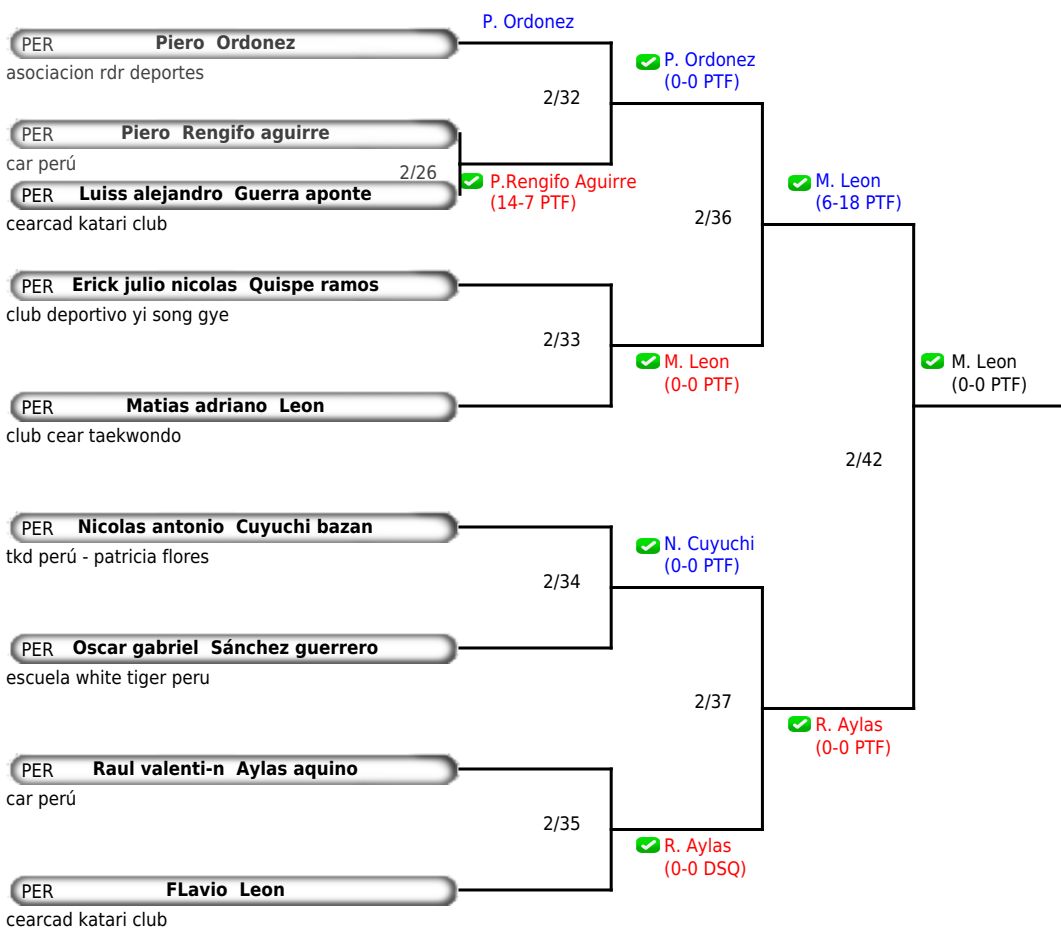 P. Ordonez
PER Piero Ordonez
asociacion rdr deportes
P. Ordonez
(0-0 PTF)
2/32
PER Piero Rengifo aguirre
car perú
2/26
P.Rengifo Aguirre
(14-7 PTF)
PER Luiss alejandro Guerra aponte
cearcad katari club
M. Leon
(6-18 PTF)
2/36
PER Erick julio nicolas Quispe ramos
club deportivo yi song gye
2/33
M. Leon
(0-0 PTF)
M. Leon
(0-0 PTF)
PER Matias adriano Leon
club cear taekwondo
2/42
PER Nicolas antonio Cuyuchi bazan
tkd perú - patricia flores
N. Cuyuchi
(0-0 PTF)
2/34
PER Oscar gabriel Sánchez guerrero
escuela white tiger peru
2/37
R. Aylas
(0-0 PTF)
PER Raul valenti-n Aylas aquino
car perú
2/35
R. Aylas
(0-0 DSQ)
PER FLavio Leon
cearcad katari club